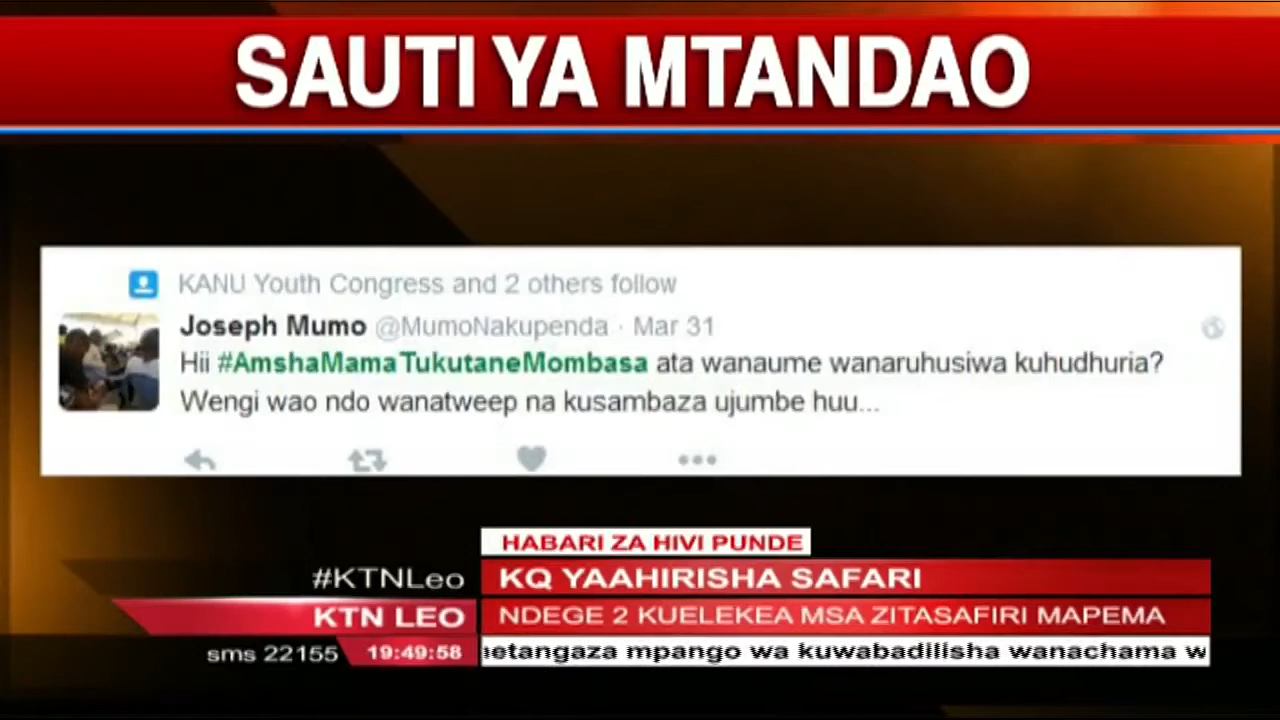 SAUTI YA MTANDAO
KANU Youth Congress and 2 others follow
Joseph Mumo @MumoNakupenda · Mar 31
Hii #AmshaMamaTukutaneMombasa ata wanaume wanaruhusiwa kuhudhuria?
Wengi wao ndo wanatweep na kusambaza ujumbe huu...
HABARI ZA HIVI PUNDE
#KTNLeo
KQ YAAHIRISHA SAFARI
KTN LEO
NDEGE 2 KUELEKEA MSA ZITASAFIRI MAPEMA
sms 22155
19:49:58
mpango wa kuwabadilisha wanachama